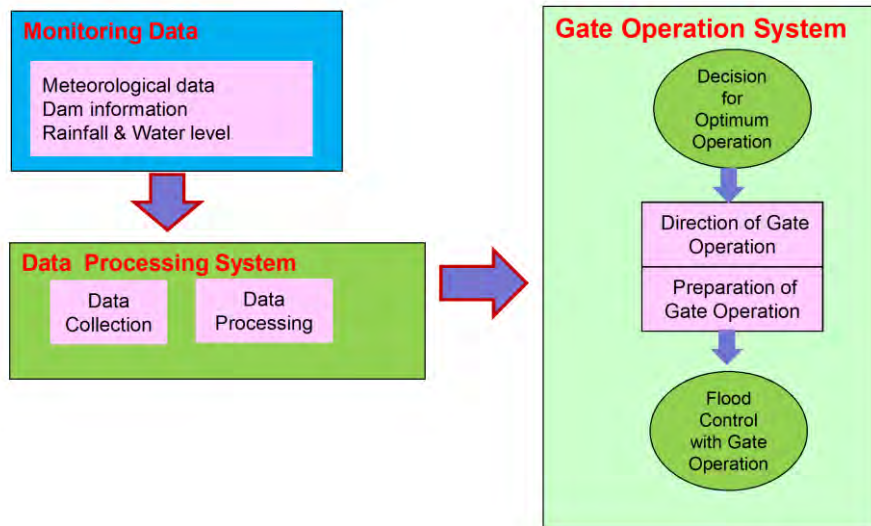 Monitoring Data
Meteorological data
Dam information
Rainfall & Water level
Data Processing System
Data
Collection
Data
Processing
Gate Operation System
Decision
for
Optimum
Operation
Direction of Gate
Operation
Preparation of
Gate Operation
Flood
Control
with Gate
Operation